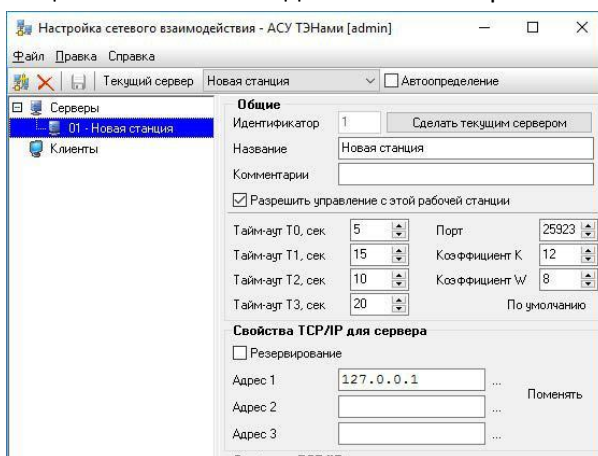 Настройка сетевого взаимодействия - АСУ ТЭНами [admin]
Файл Правка Справка
Текущий сервер Новая станция Автоопределение
Серверы
01 - Новая станция
Клиенты
Общие
Идентификатор 1 Сделать текущим сервером
Название Новая станция
Комментарии
Разрешить управление с этой рабочей станции
Тайм-аут T0, сек 5 Порт 25923
Тайм-аут T1, сек 15 Коэффициент K 12
Тайм-аут T2, сек 10 Коэффициент W 8
Тайм-аут T3, сек 20 По умолчанию
Свойства TCP/IP для сервера
Резервирование
Адрес 1 127.0.0.1 ...
Поменять
Адрес 2 ...
Адрес 3 ...